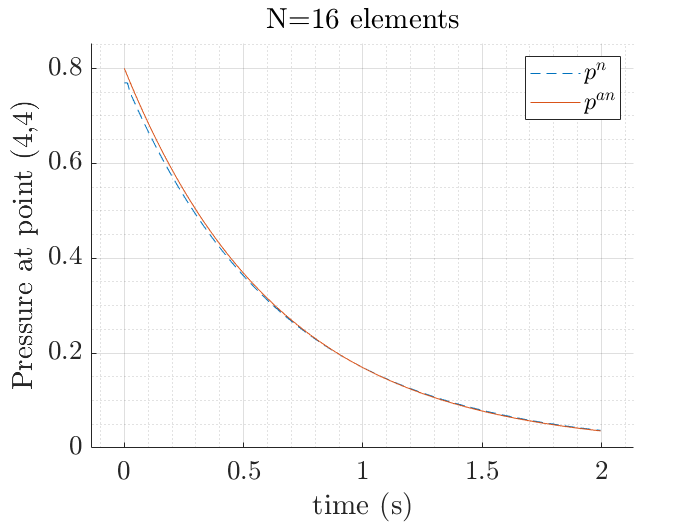 N=16 elements
p^n
p^{an}
0.8
0.6
0.4
0.2
0
Pressure at point (4,4)
0 0.5 1 1.5 2
time (s)